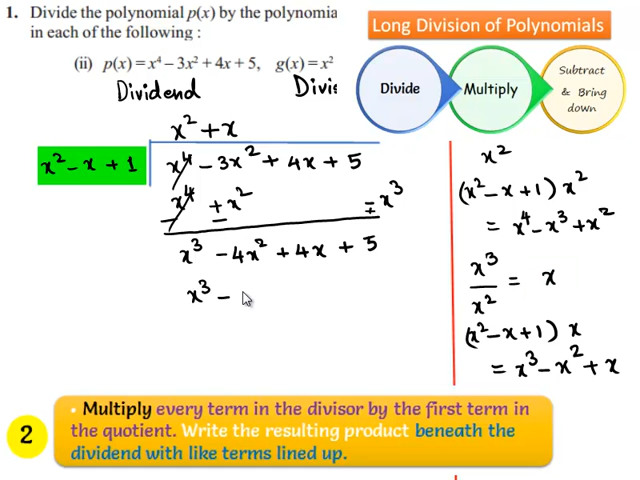 1. Divide the polynomial p(x) by the polynomia
in each of the following :
(ii) p(x) = x⁴ – 3x² + 4x + 5, g(x) = x²
Dividend Divis
Long Division of Polynomials
Divide
Multiply
Subtract
& Bring
down
x² + x
x² - x + 1 x⁴ - 3x² + 4x + 5
x⁴ + x² ∓ x³
- -
x³ - 4x² + 4x + 5
x³ -
x²
(x² - x + 1) x²
= x⁴ - x³ + x²
x³/x² = x
(x² - x + 1) x
= x³ - x² + x
2
• Multiply every term in the divisor by the first term in
the quotient. Write the resulting product beneath the
dividend with like terms lined up.